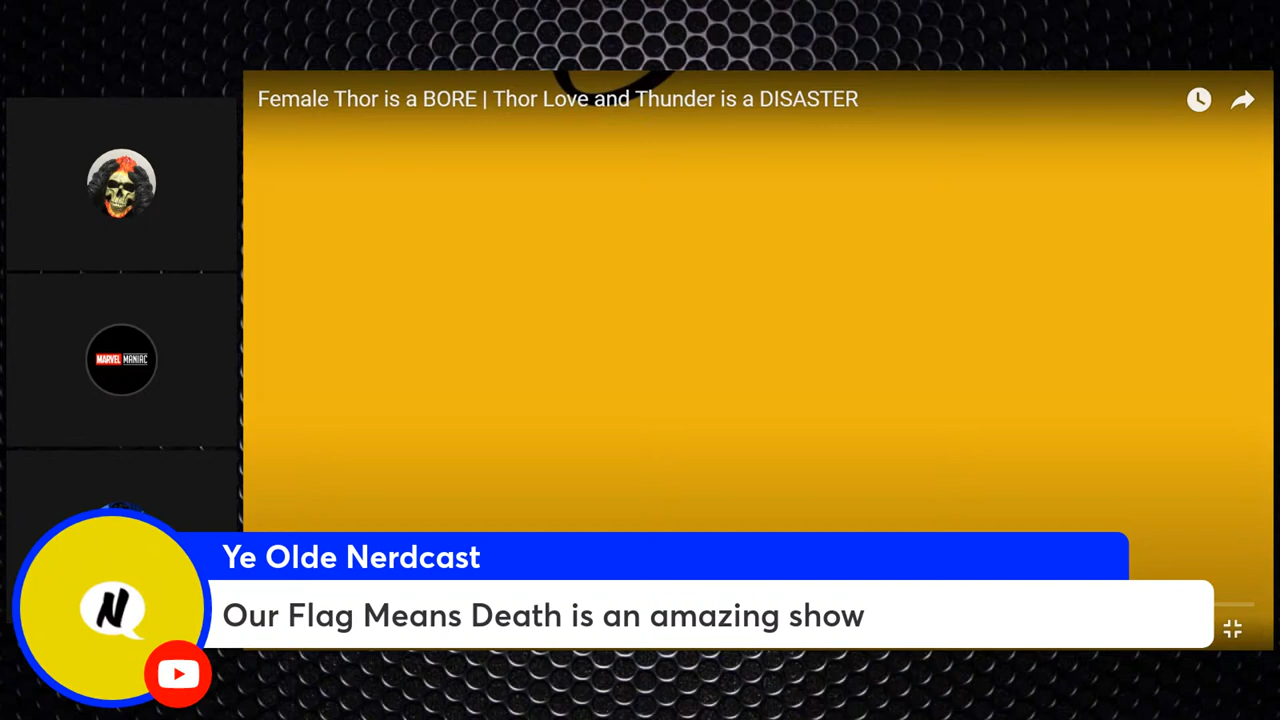 Female Thor is a BORE | Thor Love and Thunder is a DISASTER
MARVEL MANIAC
Ye Olde Nerdcast
N
Our Flag Means Death is an amazing show